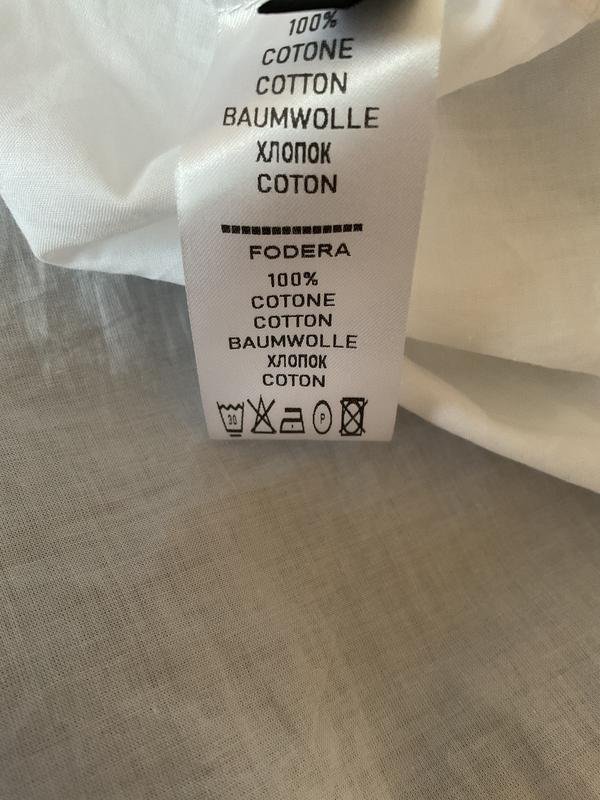 100%
COTONE
COTTON
BAUMWOLLE
ХЛОПОК
COTON
FODERA
100%
COTONE
COTTON
BAUMWOLLE
ХЛОПОК
COTON
30 P